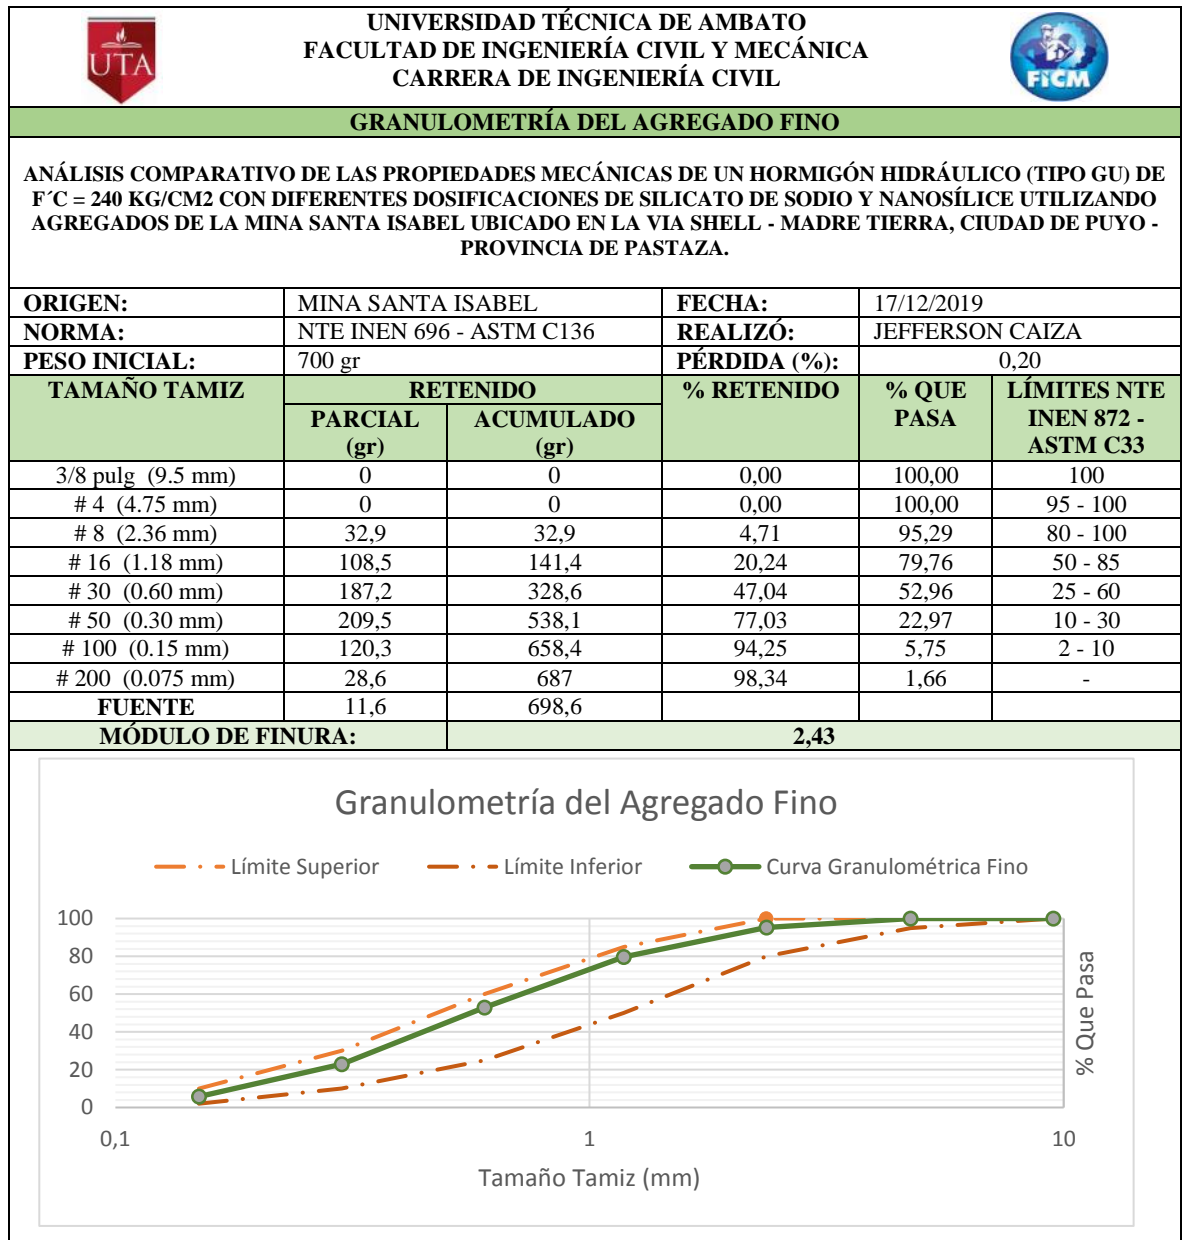 UTA
UNIVERSIDAD TÉCNICA DE AMBATO
FACULTAD DE INGENIERÍA CIVIL Y MECÁNICA
CARRERA DE INGENIERÍA CIVIL
FICM
GRANULOMETRÍA DEL AGREGADO FINO
ANÁLISIS COMPARATIVO DE LAS PROPIEDADES MECÁNICAS DE UN HORMIGÓN HIDRÁULICO (TIPO GU) DE
F´C = 240 KG/CM2 CON DIFERENTES DOSIFICACIONES DE SILICATO DE SODIO Y NANOSÍLICE UTILIZANDO
AGREGADOS DE LA MINA SANTA ISABEL UBICADO EN LA VIA SHELL - MADRE TIERRA, CIUDAD DE PUYO -
PROVINCIA DE PASTAZA.
ORIGEN: MINA SANTA ISABEL FECHA: 17/12/2019
NORMA: NTE INEN 696 - ASTM C136 REALIZÓ: JEFFERSON CAIZA
PESO INICIAL: 700 gr PÉRDIDA (%): 0,20
TAMAÑO TAMIZ RETENIDO % RETENIDO % QUE LÍMITES NTE
PARCIAL ACUMULADO PASA INEN 872 -
(gr) (gr) ASTM C33
3/8 pulg (9.5 mm) 0 0 0,00 100,00 100
# 4 (4.75 mm) 0 0 0,00 100,00 95 - 100
# 8 (2.36 mm) 32,9 32,9 4,71 95,29 80 - 100
# 16 (1.18 mm) 108,5 141,4 20,24 79,76 50 - 85
# 30 (0.60 mm) 187,2 328,6 47,04 52,96 25 - 60
# 50 (0.30 mm) 209,5 538,1 77,03 22,97 10 - 30
# 100 (0.15 mm) 120,3 658,4 94,25 5,75 2 - 10
# 200 (0.075 mm) 28,6 687 98,34 1,66 -
FUENTE 11,6 698,6
MÓDULO DE FINURA: 2,43
Granulometría del Agregado Fino
Límite Superior Límite Inferior Curva Granulométrica Fino
100
80
60
40
20
0
% Que Pasa
0,1 1 10
Tamaño Tamiz (mm)